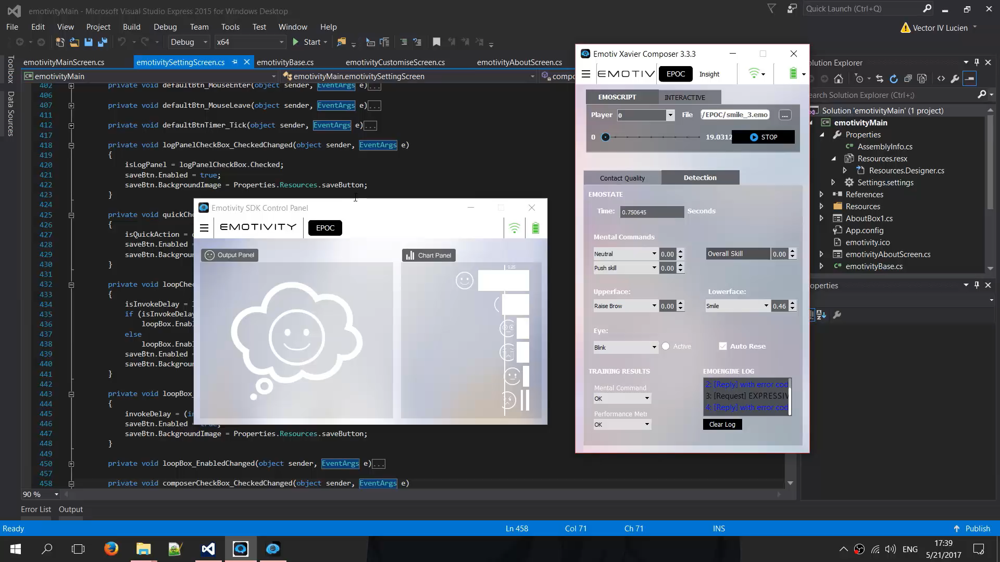 emotivityMain - Microsoft Visual Studio Express 2015 for Windows Desktop
Quick Launch (Ctrl+Q)
File Edit View Project Build Debug Team Tools Test Window Help
Vector IV Lucien
Debug x64 Start
Toolbox
Data Sources
emotivityMainScreen.cs emotivitySettingScreen.cs emotivityBase.cs emotivityCustomiseScreen.cs emotivityAboutScreen.cs
emotivityMain emotivityMain.emotivitySettingScreen compo
402 private void defaultBtn_MouseEnter(object sender, EventArgs e)...
406
407 private void defaultBtn_MouseLeave(object sender, EventArgs e)...
411
412 private void defaultBtnTimer_Tick(object sender, EventArgs e)...
417
418 private void logPanelCheckBox_CheckedChanged(object sender, EventArgs e)
419 {
420 isLogPanel = logPanelCheckBox.Checked;
421 saveBtn.Enabled = true;
422 saveBtn.BackgroundImage = Properties.Resources.saveButton;
423 }
424
425 private void quickChe
426 {
427 isQuickAction = 
428 saveBtn.Enabled =
429 saveBtn.Backgroun
430 }
431
432 private void loopChec
433 {
434 isInvokeDelay = 
435 if (isInvokeDelay
436 loopBox.Enabl
437 else
438 loopBox.Enabl
439 saveBtn.Enabled =
440 saveBtn.Backgroun
441 }
442
443 private void loopBox_
444 {
445 invokeDelay = (in
446 saveBtn.Enabled = true;
447 saveBtn.BackgroundImage = Properties.Resources.saveButton;
448 }
449
450 private void loopBox_EnabledChanged(object sender, EventArgs e)...
457
458 private void composerCheckBox_CheckedChanged(object sender, EventArgs e)
90 %
Error List Output
Ready Ln 458 Col 71 Ch 71 INS Publish
Emotivity SDK Control Panel
EMOTIVITY EPOC
Output Panel
Chart Panel
0.25
Emotiv Xavier Composer 3.3.3
EMOTIV EPOC Insight
EMOSCRIPT INTERACTIVE
Player 0 File /EPOC/smile_3.emo ...
0 19.0312 STOP
Contact Quality Detection
EMOSTATE
Time: 0.750645 Seconds
Mental Commands
Neutral 0.00 Overall Skill 0.00
Push skill 0.00
Upperface: Lowerface:
Raise Brow 0.00 Smile 0.46
Eye:
Blink Active Auto Rese
TRAINING RESULTS EMOENGINE LOG
Mental Command
OK
Performance Metr
OK
2: [Reply] with error cod
3: [Request] EXPRESSIV
4: [Reply] with error cod
Clear Log
olution Explorer
earch Solution Explorer (Ctrl+;)
Solution 'emotivityMain' (1 project)
emotivityMain
Properties
AssemblyInfo.cs
Resources.resx
Resources.Designer.cs
Settings.settings
References
Resources
AboutBox1.cs
App.config
emotivity.ico
emotivityAboutScreen.cs
emotivityBase.cs
operties
ENG
17:39
5/21/2017